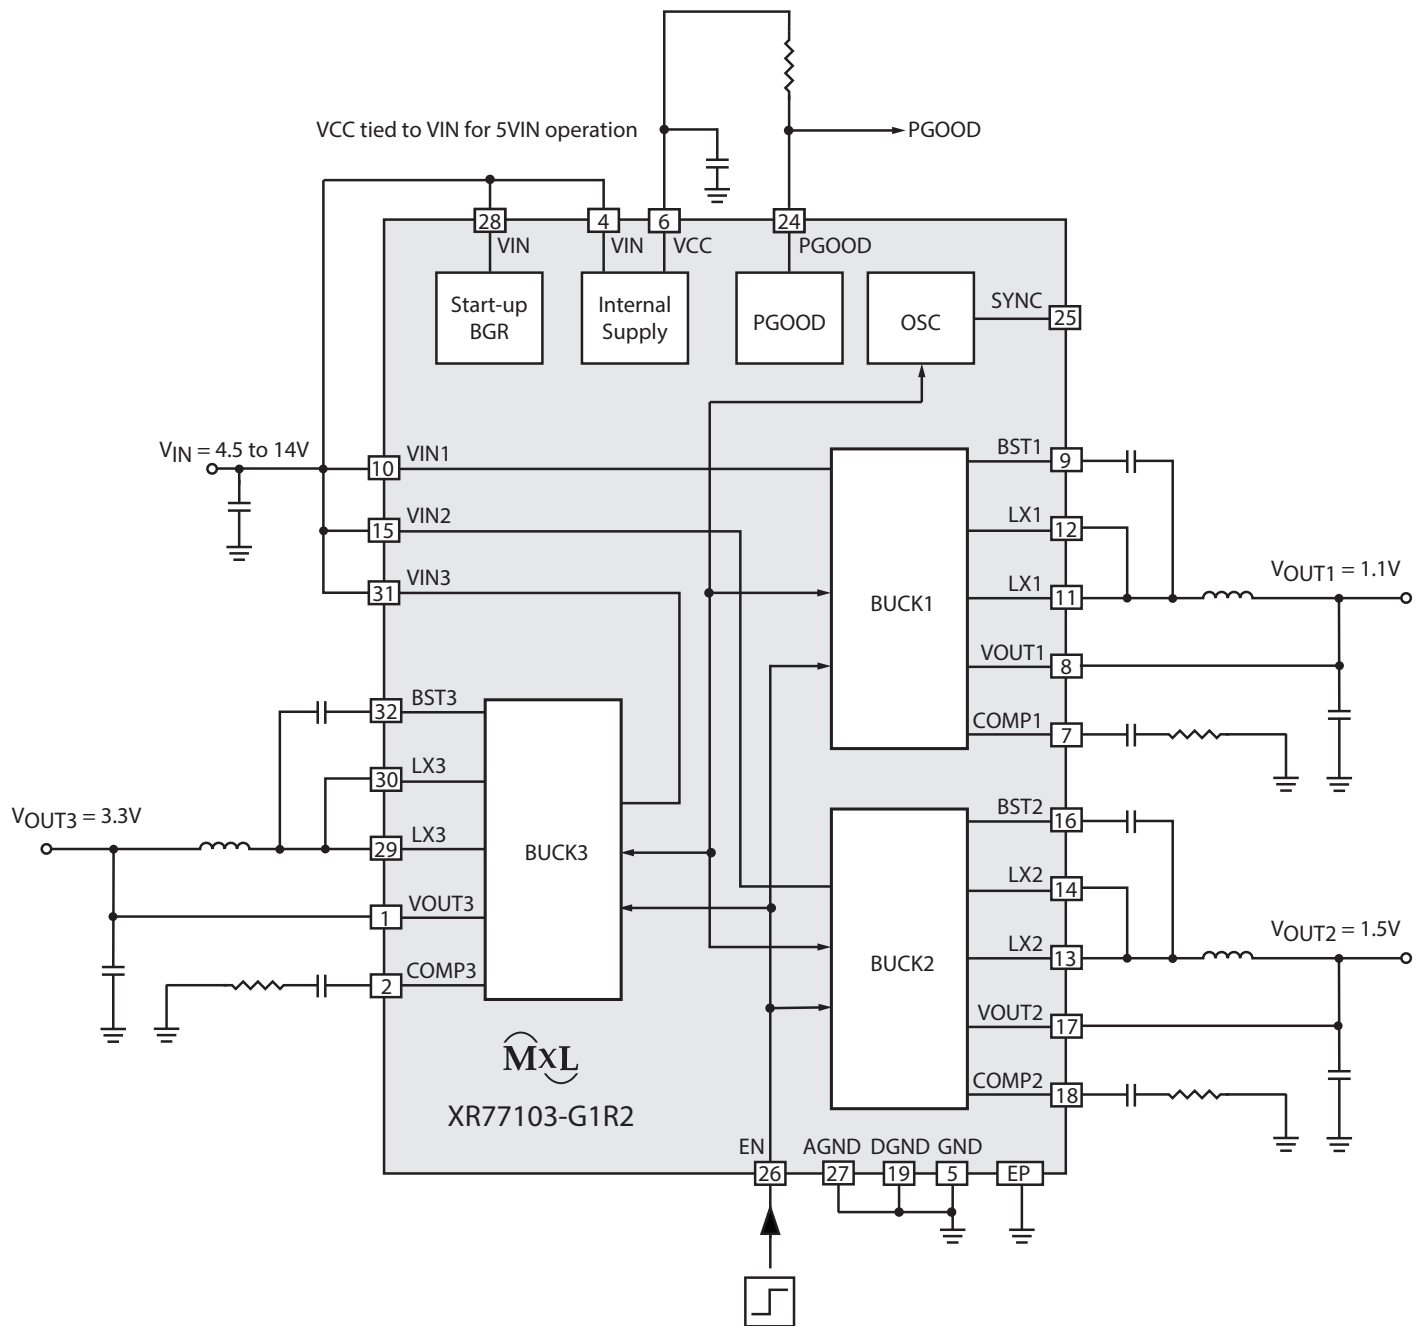 VCC tied to VIN for 5VIN operation
PGOOD
28
4
6
24
VIN
VIN
VCC
PGOOD
Start-up
BGR
Internal
Supply
PGOOD
OSC
SYNC
25
VIN = 4.5 to 14V
10
VIN1
15
VIN2
31
VIN3
BUCK1
BST1
9
LX1
12
LX1
11
VOUT1 = 1.1V
VOUT1
8
COMP1
7
32
BST3
30
LX3
VOUT3 = 3.3V
29
LX3
1
VOUT3
2
COMP3
BUCK3
BUCK2
BST2
16
LX2
14
LX2
13
VOUT2 = 1.5V
VOUT2
17
COMP2
18
MxL
XR77103-G1R2
EN
AGND
DGND
GND
26
27
19
5
EP